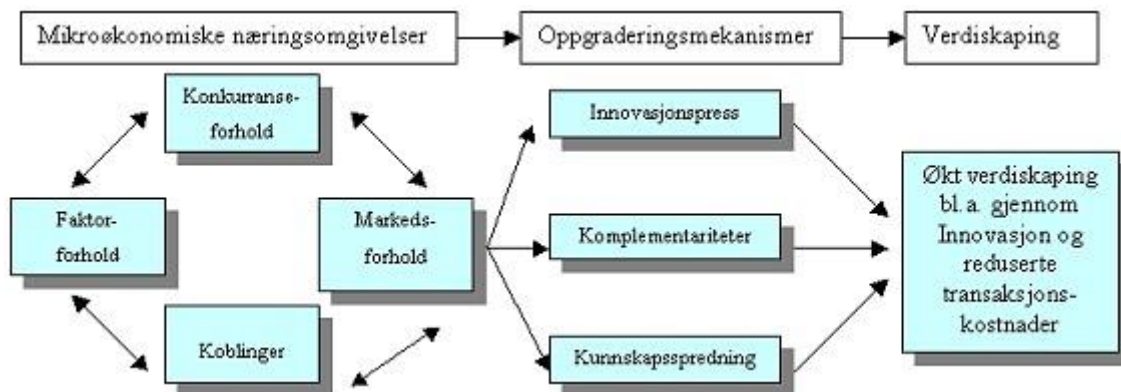 Mikroøkonomiske næringsomgivelser
Oppgraderingsmekanismer
Verdiskaping
Konkurranse-
forhold
Faktor-
forhold
Markeds-
forhold
Koblinger
Innovasjonspress
Komplementariteter
Kunnskapsspredning
Økt verdiskaping
bl. a. gjennom
Innovasjon og
reduserte
transaksjons-
kostnader